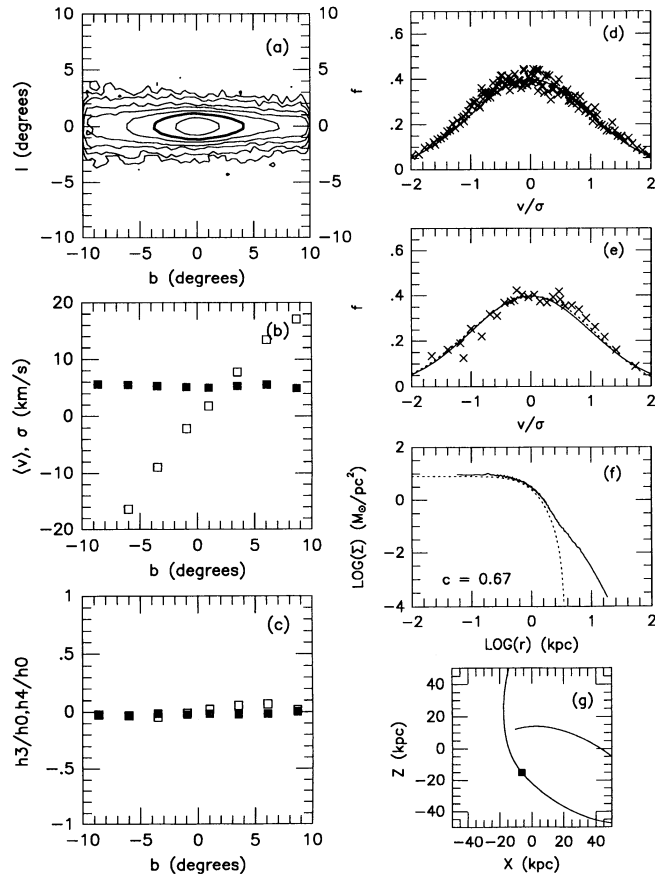 (a)
10
5
0
-5
-10
10
5
0
-5
-10
l (degrees)
f
-10 -5 0 5 10
b (degrees)
(b)
20
10
0
-10
-20
⟨v⟩, σ (km/s)
-10 -5 0 5 10
b (degrees)
(c)
1
.5
0
-.5
-1
h3/h0,h4/h0
-10 -5 0 5 10
b (degrees)
(d)
.6
.4
.2
0
-2 -1 0 1 2
v/σ
(e)
.6
.4
.2
0
f
-2 -1 0 1 2
v/σ
(f)
2
0
-2
-4
LOG(Σ) (M⊙/pc²)
c = 0.67
-2 -1 0 1 2
LOG(r) (kpc)
(g)
40
20
0
-20
-40
Z (kpc)
-40 -20 0 20 40
X (kpc)